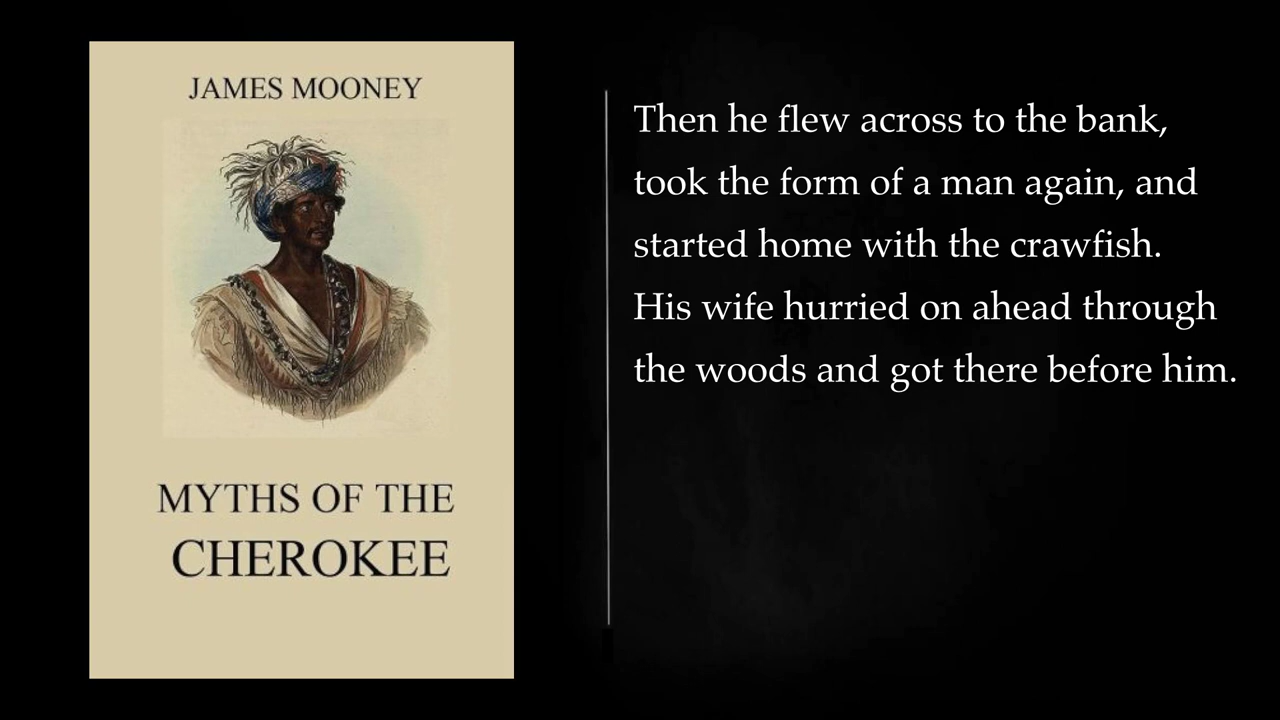 JAMES MOONEY
MYTHS OF THE
CHEROKEE
Then he flew across to the bank,
took the form of a man again, and
started home with the crawfish.
His wife hurried on ahead through
the woods and got there before him.